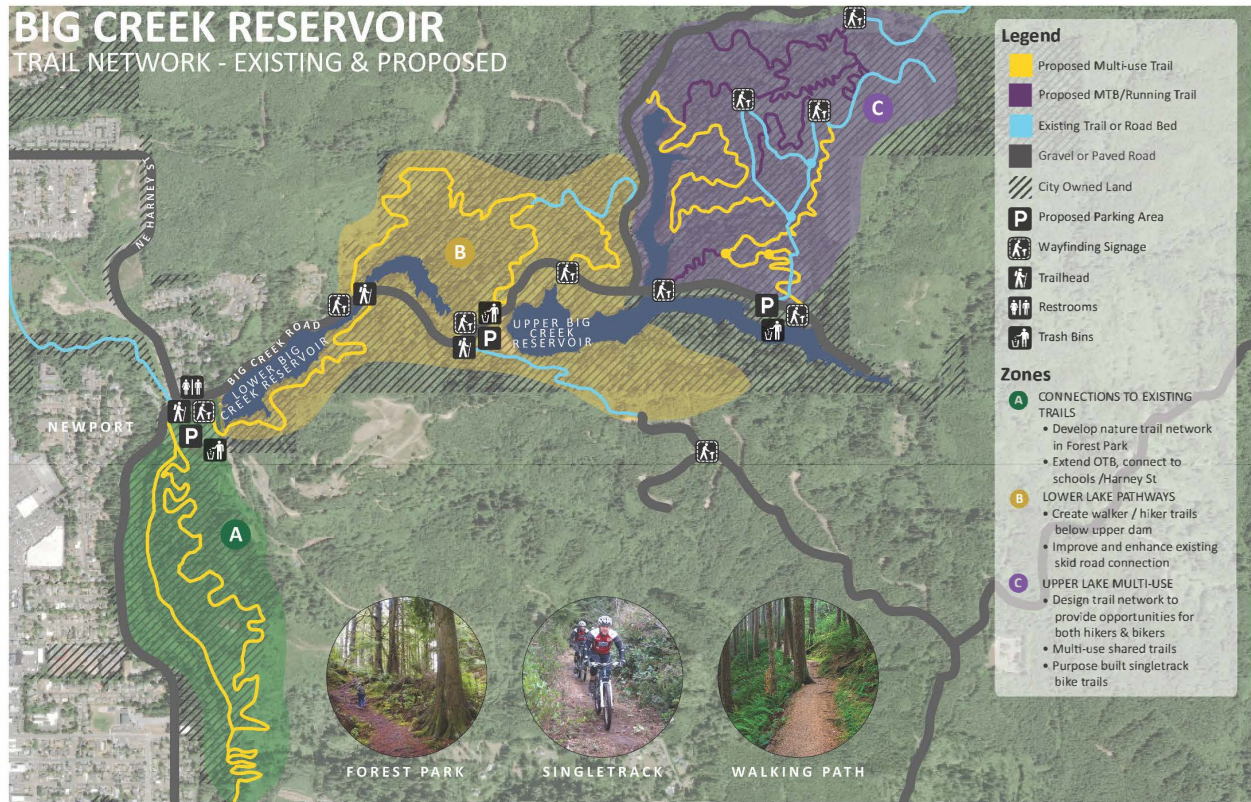 BIG CREEK RESERVOIR
TRAIL NETWORK - EXISTING & PROPOSED
NE HARNEY ST
BIG CREEK ROAD
LOWER BIG
CREEK RESERVOIR
UPPER BIG
CREEK
RESERVOIR
NEWPORT
A
B
C
P
P
P
FOREST PARK
SINGLETRACK
WALKING PATH
Legend
Proposed Multi-use Trail
Proposed MTB/Running Trail
Existing Trail or Road Bed
Gravel or Paved Road
City Owned Land
P Proposed Parking Area
Wayfinding Signage
Trailhead
Restrooms
Trash Bins
Zones
A CONNECTIONS TO EXISTING
TRAILS
• Develop nature trail network
in Forest Park
• Extend OTB, connect to
schools /Harney St
B LOWER LAKE PATHWAYS
• Create walker / hiker trails
below upper dam
• Improve and enhance existing
skid road connection
C UPPER LAKE MULTI-USE
• Design trail network to
provide opportunities for
both hikers & bikers
• Multi-use shared trails
• Purpose built singletrack
bike trails